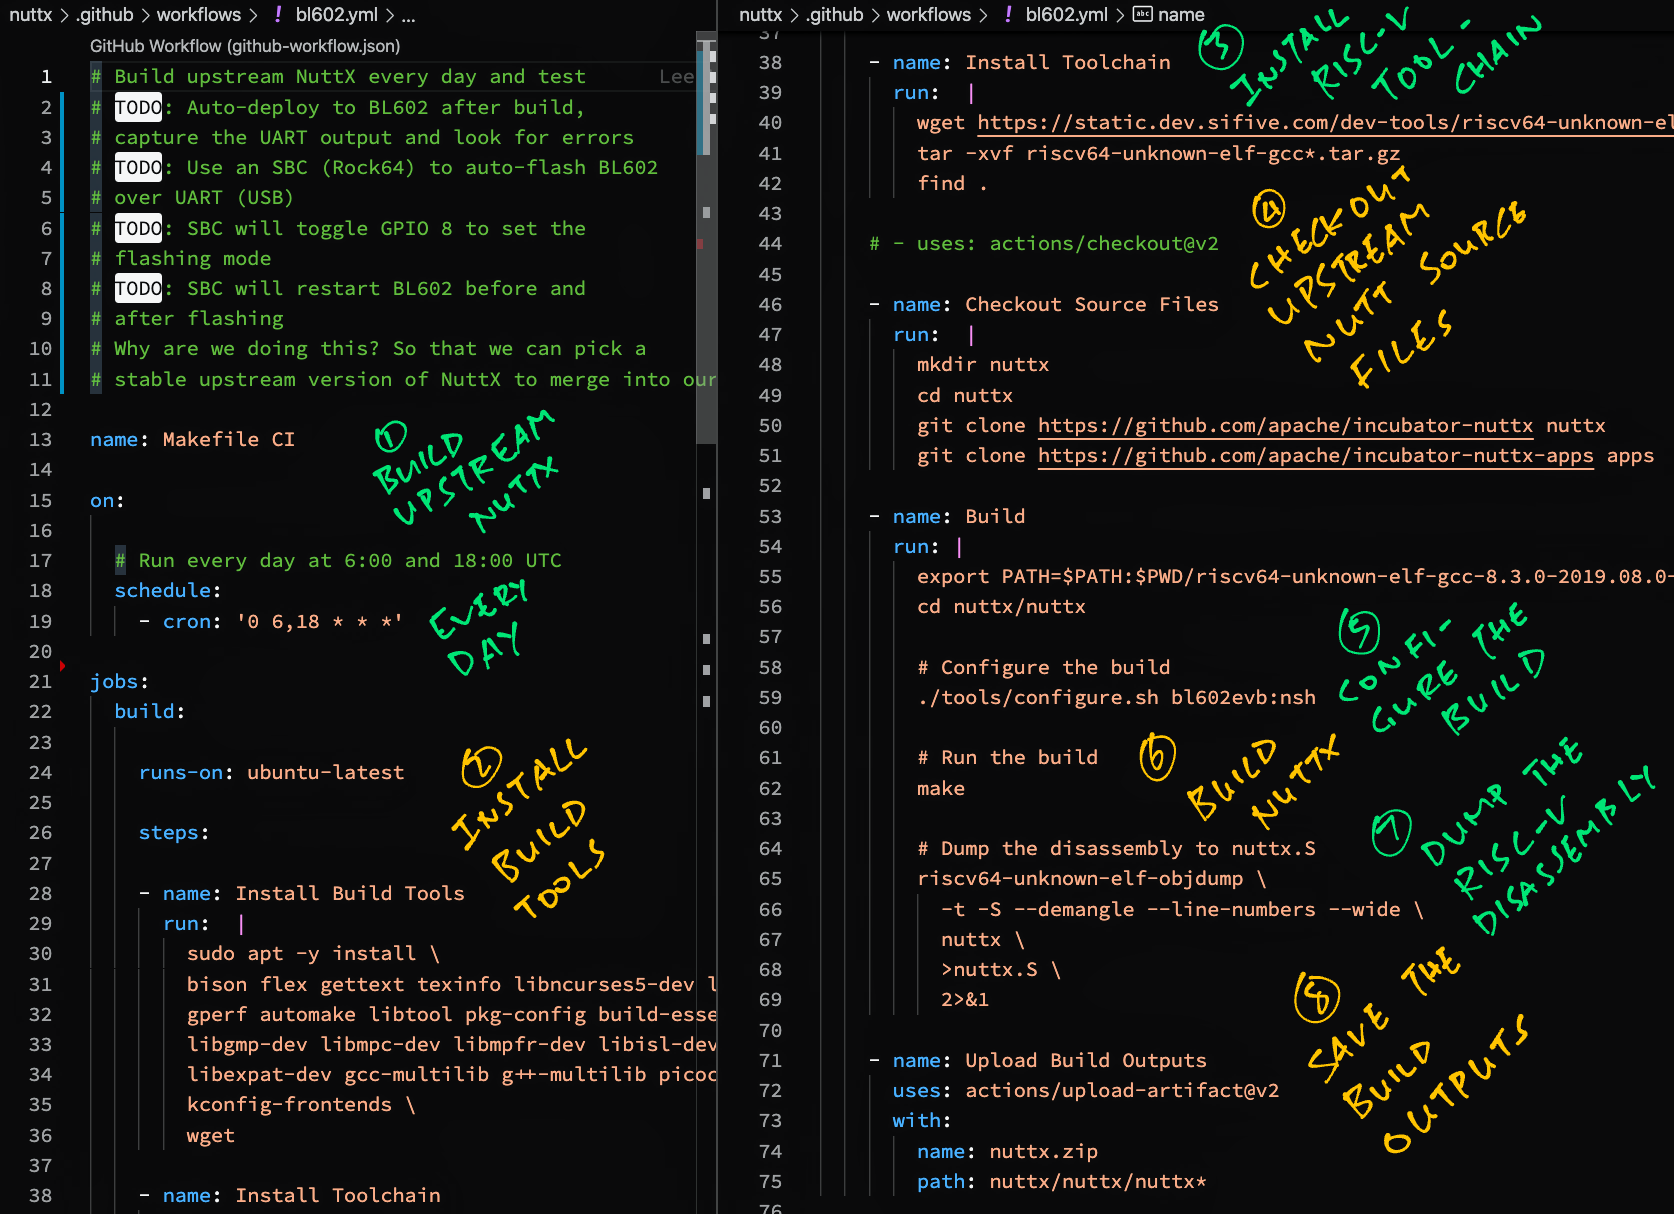 nuttx > .github > workflows > ! bl602.yml > ...
GitHub Workflow (github-workflow.json)
1 # Build upstream NuttX every day and test Lee
2 # TODO: Auto-deploy to BL602 after build,
3 # capture the UART output and look for errors
4 # TODO: Use an SBC (Rock64) to auto-flash BL602
5 # over UART (USB)
6 # TODO: SBC will toggle GPIO 8 to set the
7 # flashing mode
8 # TODO: SBC will restart BL602 before and
9 # after flashing
10 # Why are we doing this? So that we can pick a
11 # stable upstream version of NuttX to merge into our
12
13 name: Makefile CI
14
15 on:
16
17 # Run every day at 6:00 and 18:00 UTC
18 schedule:
19 - cron: '0 6,18 * * *'
20
21 jobs:
22 build:
23
24 runs-on: ubuntu-latest
25
26 steps:
27
28 - name: Install Build Tools
29 run: |
30 sudo apt -y install \
31 bison flex gettext texinfo libncurses5-dev l
32 gperf automake libtool pkg-config build-esse
33 libgmp-dev libmpc-dev libmpfr-dev libisl-dev
34 libexpat-dev gcc-multilib g++-multilib picoc
35 kconfig-frontends \
36 wget
37
38 - name: Install Toolchain
1
BUILD
UPSTREAM
NUTTX
EVERY
DAY
2
INSTALL
BUILD
TOOLS
nuttx > .github > workflows > ! bl602.yml > abc name
37
38 - name: Install Toolchain
39 run: |
40 wget https://static.dev.sifive.com/dev-tools/riscv64-unknown-el
41 tar -xvf riscv64-unknown-elf-gcc*.tar.gz
42 find .
43
44 # - uses: actions/checkout@v2
45
46 - name: Checkout Source Files
47 run: |
48 mkdir nuttx
49 cd nuttx
50 git clone https://github.com/apache/incubator-nuttx nuttx
51 git clone https://github.com/apache/incubator-nuttx-apps apps
52
53 - name: Build
54 run: |
55 export PATH=$PATH:$PWD/riscv64-unknown-elf-gcc-8.3.0-2019.08.0-
56 cd nuttx/nuttx
57
58 # Configure the build
59 ./tools/configure.sh bl602evb:nsh
60
61 # Run the build
62 make
63
64 # Dump the disassembly to nuttx.S
65 riscv64-unknown-elf-objdump \
66 -t -S --demangle --line-numbers --wide \
67 nuttx \
68 >nuttx.S \
69 2>&1
70
71 - name: Upload Build Outputs
72 uses: actions/upload-artifact@v2
73 with:
74 name: nuttx.zip
75 path: nuttx/nuttx/nuttx*
76
3
INSTALL
RISC-V
TOOL-
CHAIN
4
CHECKOUT
UPSTREAM
NUTT SOURCE
FILES
5
CONFI-
GURE THE
BUILD
6
BUILD
NUTTX
7
DUMP THE
RISC-V
DISASSEMBLY
8
SAVE THE
BUILD
OUTPUTS